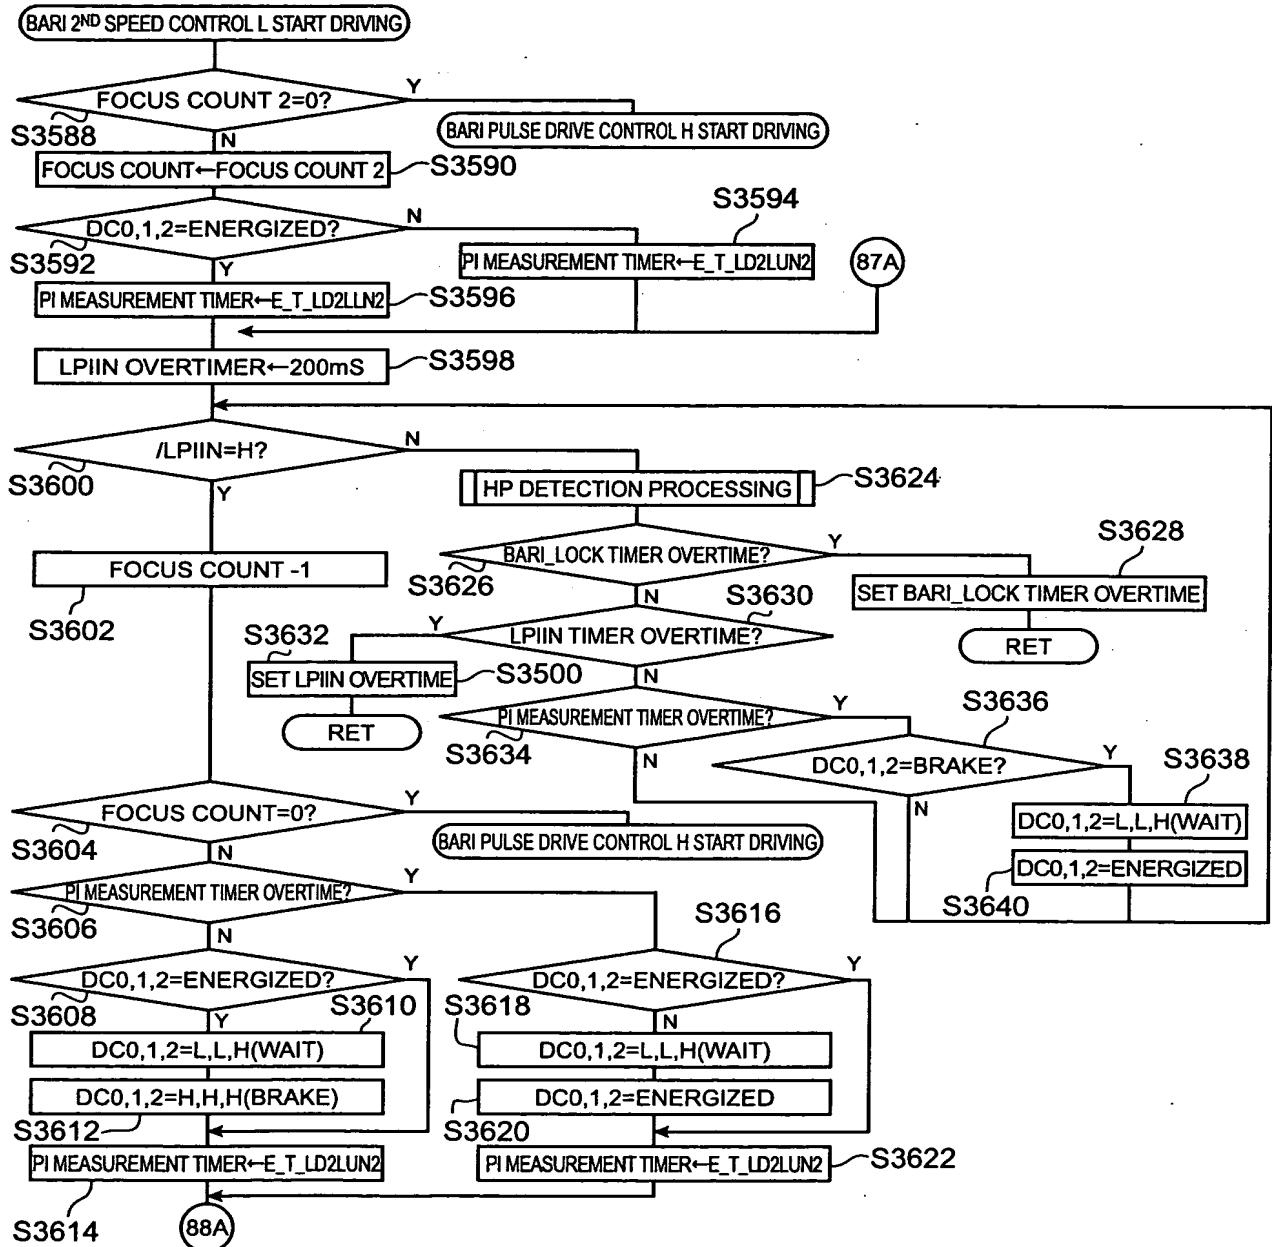 BARI 2ND SPEED CONTROL L START DRIVING
FOCUS COUNT 2=0?
Y
S3588
N
BARI PULSE DRIVE CONTROL H START DRIVING
FOCUS COUNT←FOCUS COUNT 2
S3590
DC0,1,2=ENERGIZED?
N
S3592
Y
S3594
PI MEASUREMENT TIMER←E_T_LD2LUN2
87A
PI MEASUREMENT TIMER←E_T_LD2LLN2
S3596
LPIIN OVERTIMER←200mS
S3598
/LPIIN=H?
N
S3600
Y
HP DETECTION PROCESSING
S3624
BARI_LOCK TIMER OVERTIME?
Y
S3626
N
S3628
SET BARI_LOCK TIMER OVERTIME
RET
FOCUS COUNT -1
S3602
S3630
LPIIN TIMER OVERTIME?
Y
N
S3632
SET LPIIN OVERTIME
S3500
RET
PI MEASUREMENT TIMER OVERTIME?
Y
S3634
N
S3636
DC0,1,2=BRAKE?
Y
N
S3638
DC0,1,2=L,L,H(WAIT)
DC0,1,2=ENERGIZED
S3640
FOCUS COUNT=0?
Y
S3604
N
BARI PULSE DRIVE CONTROL H START DRIVING
PI MEASUREMENT TIMER OVERTIME?
Y
S3606
N
DC0,1,2=ENERGIZED?
Y
S3608
Y
S3610
DC0,1,2=L,L,H(WAIT)
DC0,1,2=H,H,H(BRAKE)
S3612
PI MEASUREMENT TIMER←E_T_LD2LUN2
S3614
S3616
DC0,1,2=ENERGIZED?
Y
N
S3618
DC0,1,2=L,L,H(WAIT)
DC0,1,2=ENERGIZED
S3620
PI MEASUREMENT TIMER←E_T_LD2LUN2
S3622
88A